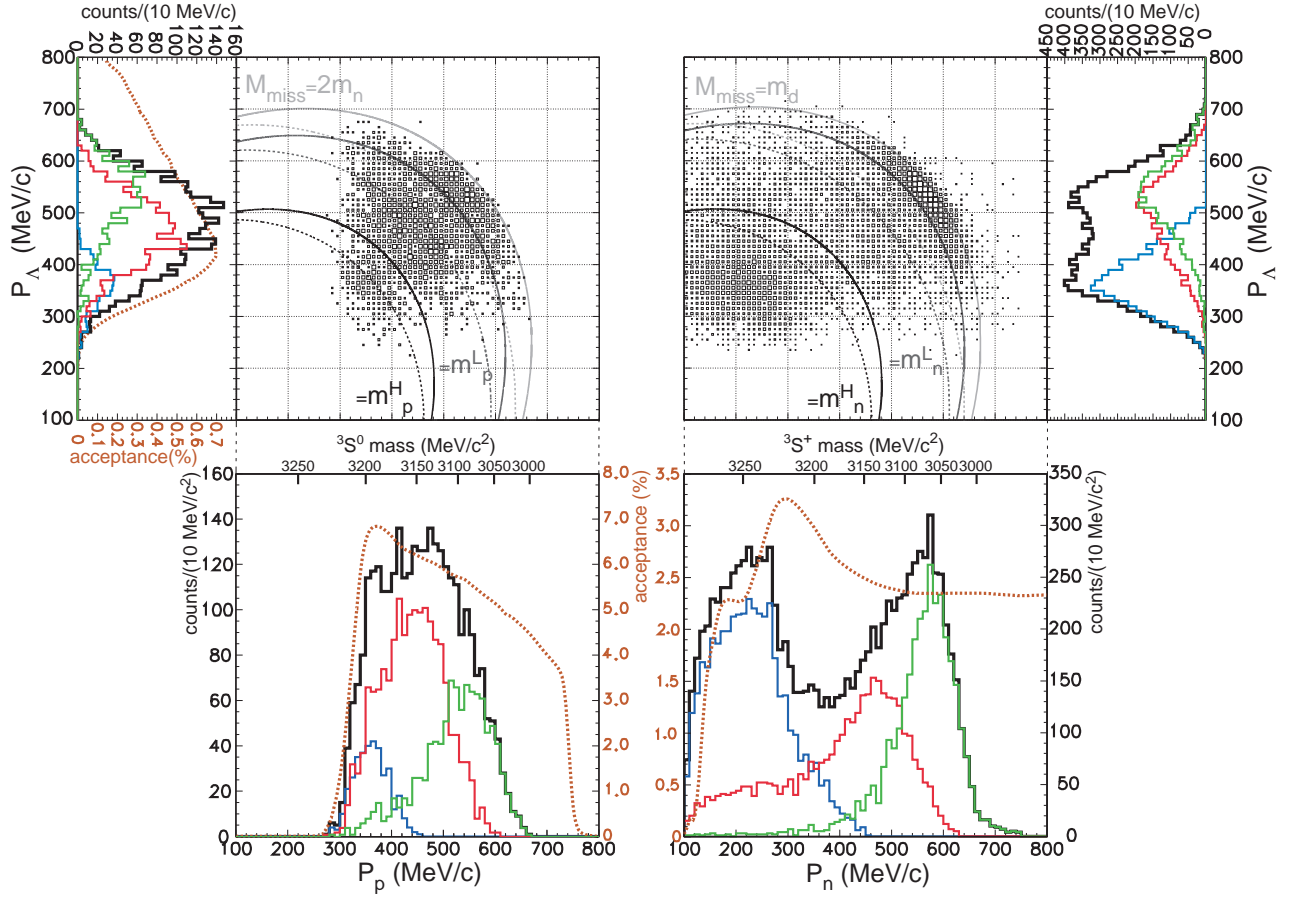 counts/(10 MeV/c)
0 20 40 60 80 100 120 140 160
counts/(10 MeV/c)
450 400 350 300 250 200 150 100 50 0
800
700
600
500
400
300
200
100
P_Λ (MeV/c)
M_miss=2m_n
=m^L_p
=m^H_p
M_miss=m_d
=m^L_n
=m^H_n
800
700
600
500
400
300
200
100
P_Λ (MeV/c)
0 0.1 0.2 0.3 0.4 0.5 0.6 0.7
acceptance(%)
³S⁰ mass (MeV/c²)
3250 3200 3150 3100 3050 3000
160
140
120
100
80
60
40
20
0
counts/(10 MeV/c²)
8.0
7.0
6.0
5.0
4.0
3.0
2.0
1.0
0
acceptance (%)
100 200 300 400 500 600 700 800
P_p (MeV/c)
³S⁺ mass (MeV/c²)
3250 3200 3150 3100 3050 3000
3.5
3.0
2.5
2.0
1.5
1.0
0.5
0
350
300
250
200
150
100
50
0
counts/(10 MeV/c²)
100 200 300 400 500 600 700 800
P_n (MeV/c)